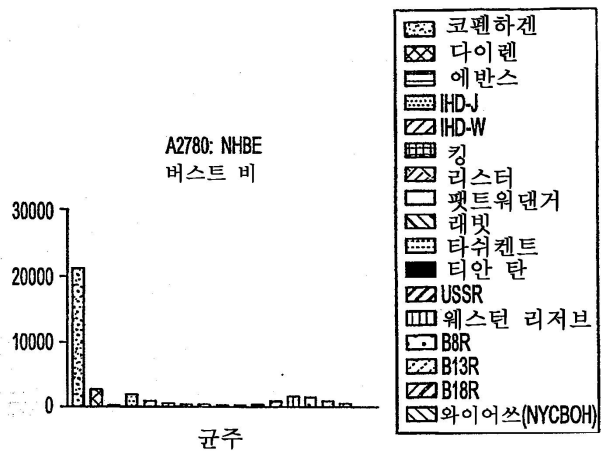 A2780: NHBE
버스트 비
30000
20000
10000
0
균주
코펜하겐
다이렌
에반스
IHD-J
IHD-W
킹
리스터
팻트워댄거
래빗
타쉬켄트
티안 탄
USSR
웨스턴 리저브
B8R
B13R
B18R
와이어쓰(NYCBOH)